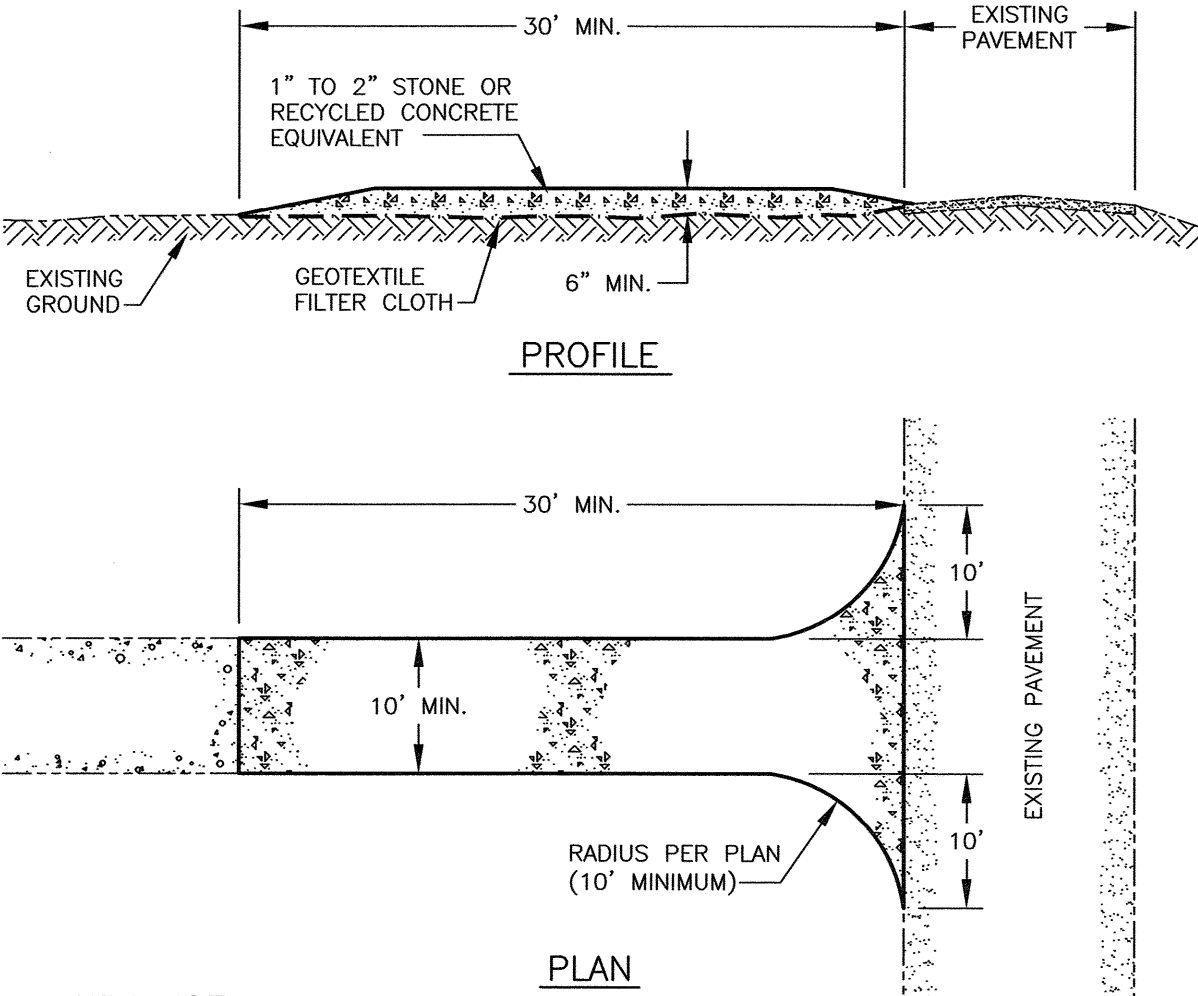 30' MIN.
EXISTING
PAVEMENT
1" TO 2" STONE OR
RECYCLED CONCRETE
EQUIVALENT
EXISTING
GROUND
GEOTEXTILE
FILTER CLOTH
6" MIN.
PROFILE
30' MIN.
10'
10' MIN.
EXISTING PAVEMENT
10'
RADIUS PER PLAN
(10' MINIMUM)
PLAN